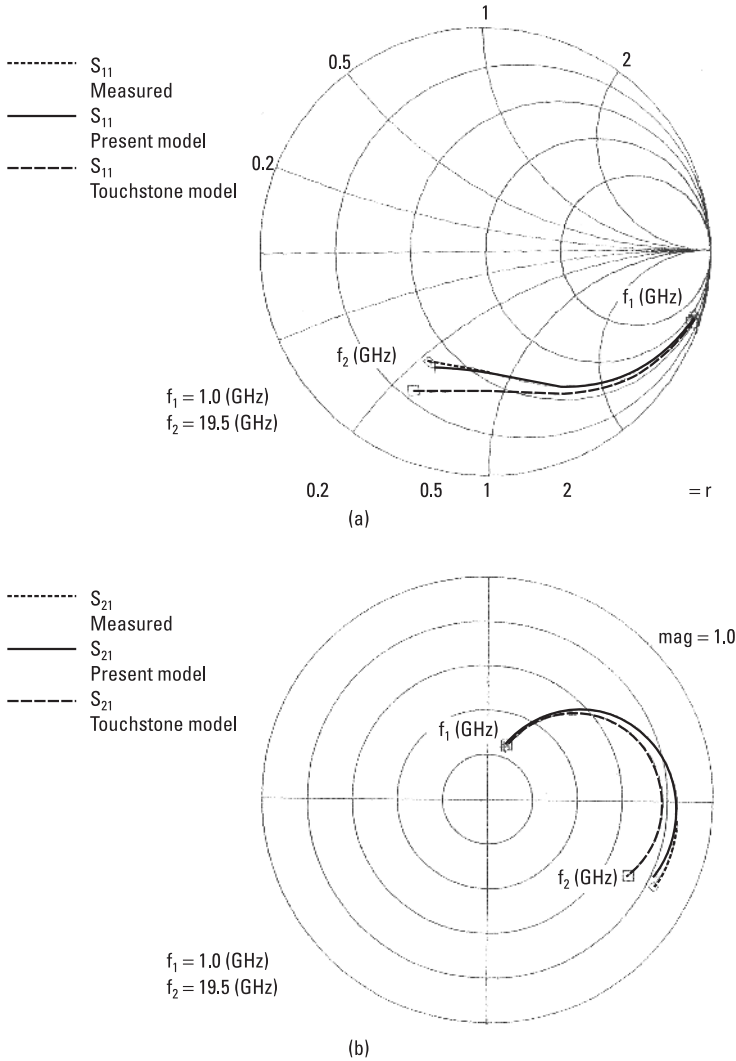 S11
Measured
S11
Present model
S11
Touchstone model
1
0.5
2
0.2
f1 (GHz)
f2 (GHz)
f1 = 1.0 (GHz)
f2 = 19.5 (GHz)
0.2 0.5 1 2 = r
(a)
S21
Measured
S21
Present model
S21
Touchstone model
mag = 1.0
f1 (GHz)
f2 (GHz)
f1 = 1.0 (GHz)
f2 = 19.5 (GHz)
(b)